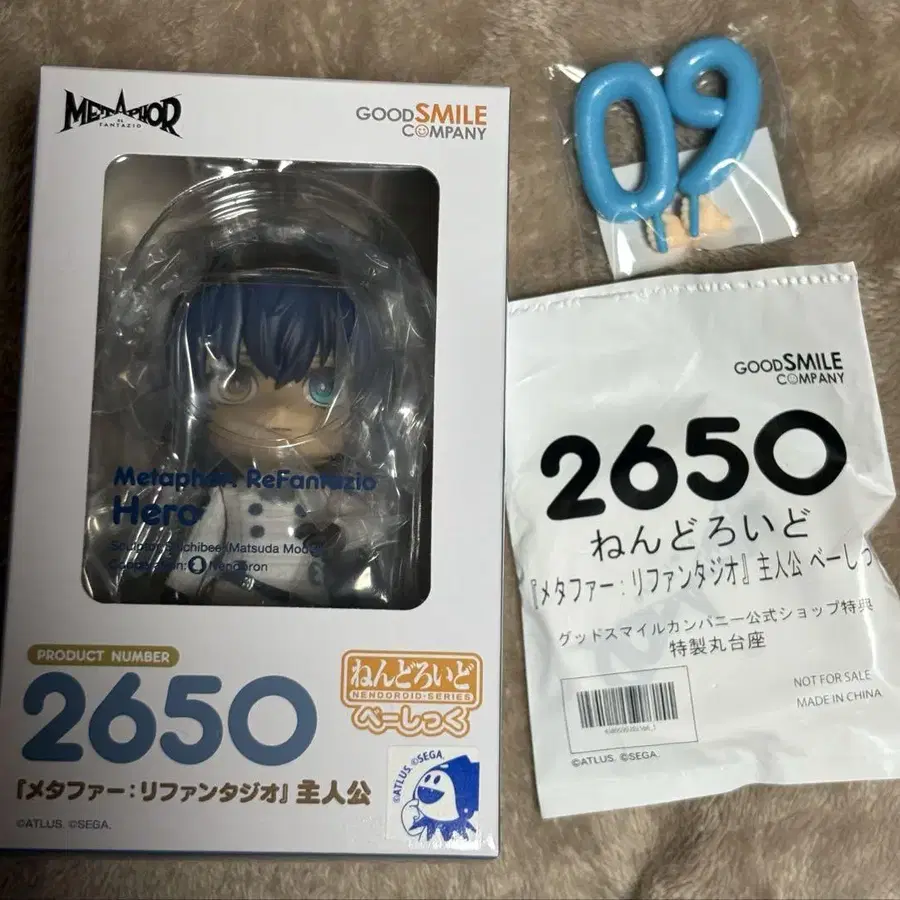 METAPHOR
RE
FANTAZIO
GOODSMILE
COMPANY
Metaphor: ReFantazio
Hero
PRODUCT NUMBER
2650
ねんどろいど
NENDOROID-SERIES
べーしっく
『メタファー：リファンタジオ』主人公
©ATLUS. ©SEGA.
©ATLUS. ©SEGA.
09
GOODSMILE
COMPANY
2650
ねんどろいど
『メタファー：リファンタジオ』主人公 べーしっ
グッドスマイルカンパニー公式ショップ特典
特製丸台座
NOT FOR SALE
MADE IN CHINA
©ATLUS. ©SEGA.